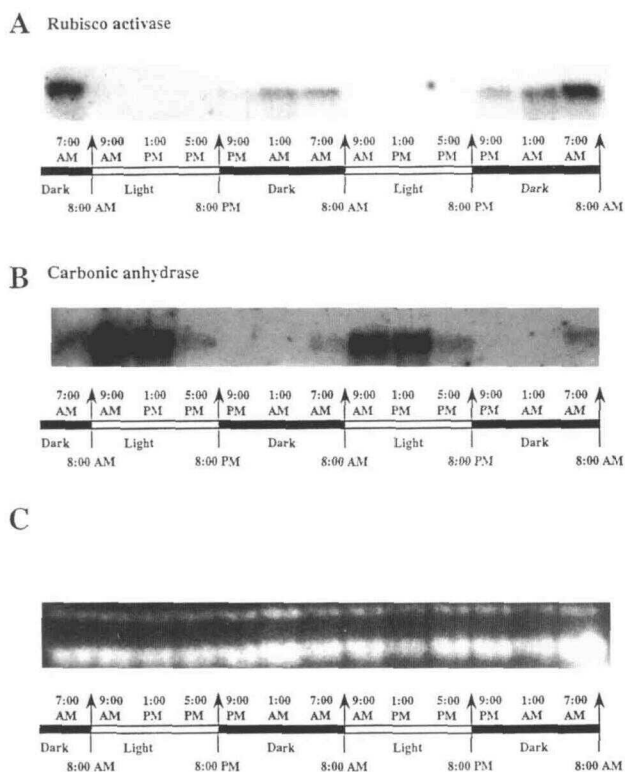 A Rubisco activase
7:00 9:00 1:00 5:00 9:00 1:00 7:00 9:00 1:00 5:00 9:00 1:00 7:00
AM AM PM PM PM AM AM AM PM PM PM AM AM
Dark Light Dark Light Dark
8:00 AM 8:00 PM 8:00 AM 8:00 PM 8:00 AM
B Carbonic anhydrase
7:00 9:00 1:00 5:00 9:00 1:00 7:00 9:00 1:00 5:00 9:00 1:00 7:00
AM AM PM PM PM AM AM AM PM PM PM AM AM
Dark Light Dark Light Dark
8:00 AM 8:00 PM 8:00 AM 8:00 PM 8:00 AM
C
7:00 9:00 1:00 5:00 9:00 1:00 7:00 9:00 1:00 5:00 9:00 1:00 7:00
AM AM PM PM PM AM AM AM PM PM PM AM AM
Dark Light Dark Light Dark
8:00 AM 8:00 PM 8:00 AM 8:00 PM 8:00 AM